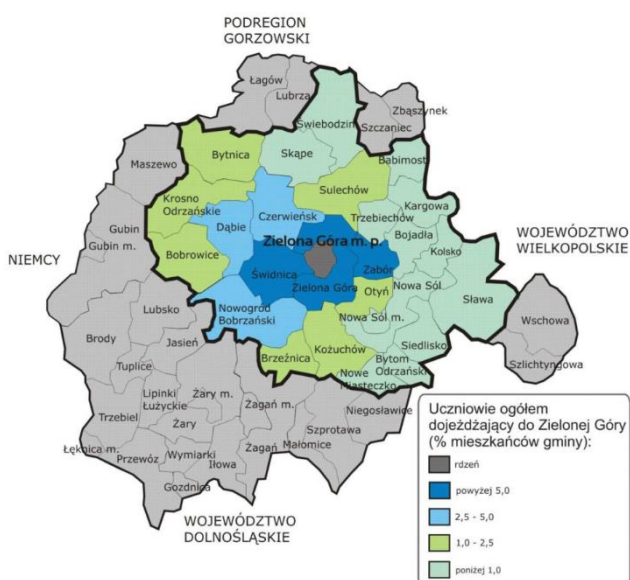 PODREGION
GORZOWSKI
Łagów
Lubrza
Zbąszynek
Szczaniec
Świebodzin
Babimost
Maszewo
Bytnica
Skąpe
Sulechów
Kargowa
Krosno
Odrzańskie
Czerwieńsk
Trzebiechów
Bojadła
Dąbie
Gubin
Gubin m.
Zielona Góra m. p.
Kolsko
WOJEWÓDZTWO
WIELKOPOLSKIE
NIEMCY
Bobrowice
Świdnica
Zabór
Zielona Góra
Otyń
Nowa Sól
Sława
Lubsko
Nowogród
Bobrzański
Nowa Sól m.
Wschowa
Brody
Jasień
Siedlisko
Brzeźnica
Kożuchów
Bytom
Odrzański
Szlichtyngowa
Tuplice
Nowe
Miasteczko
Lipinki
Łużyckie
Żary m.
Żagań m.
Niegosławice
Trzebiel
Żary
Szprotawa
Łęknica m.
Przewóz
Wymiarki
Żagań
Małomice
Iłowa
Gozdnica
WOJEWÓDZTWO
DOLNOŚLĄSKIE
Uczniowie ogółem
dojeżdżający do Zielonej Góry
(% mieszkańców gminy):
rdzeń
powyżej 5,0
2,5 - 5,0
1,0 - 2,5
poniżej 1,0